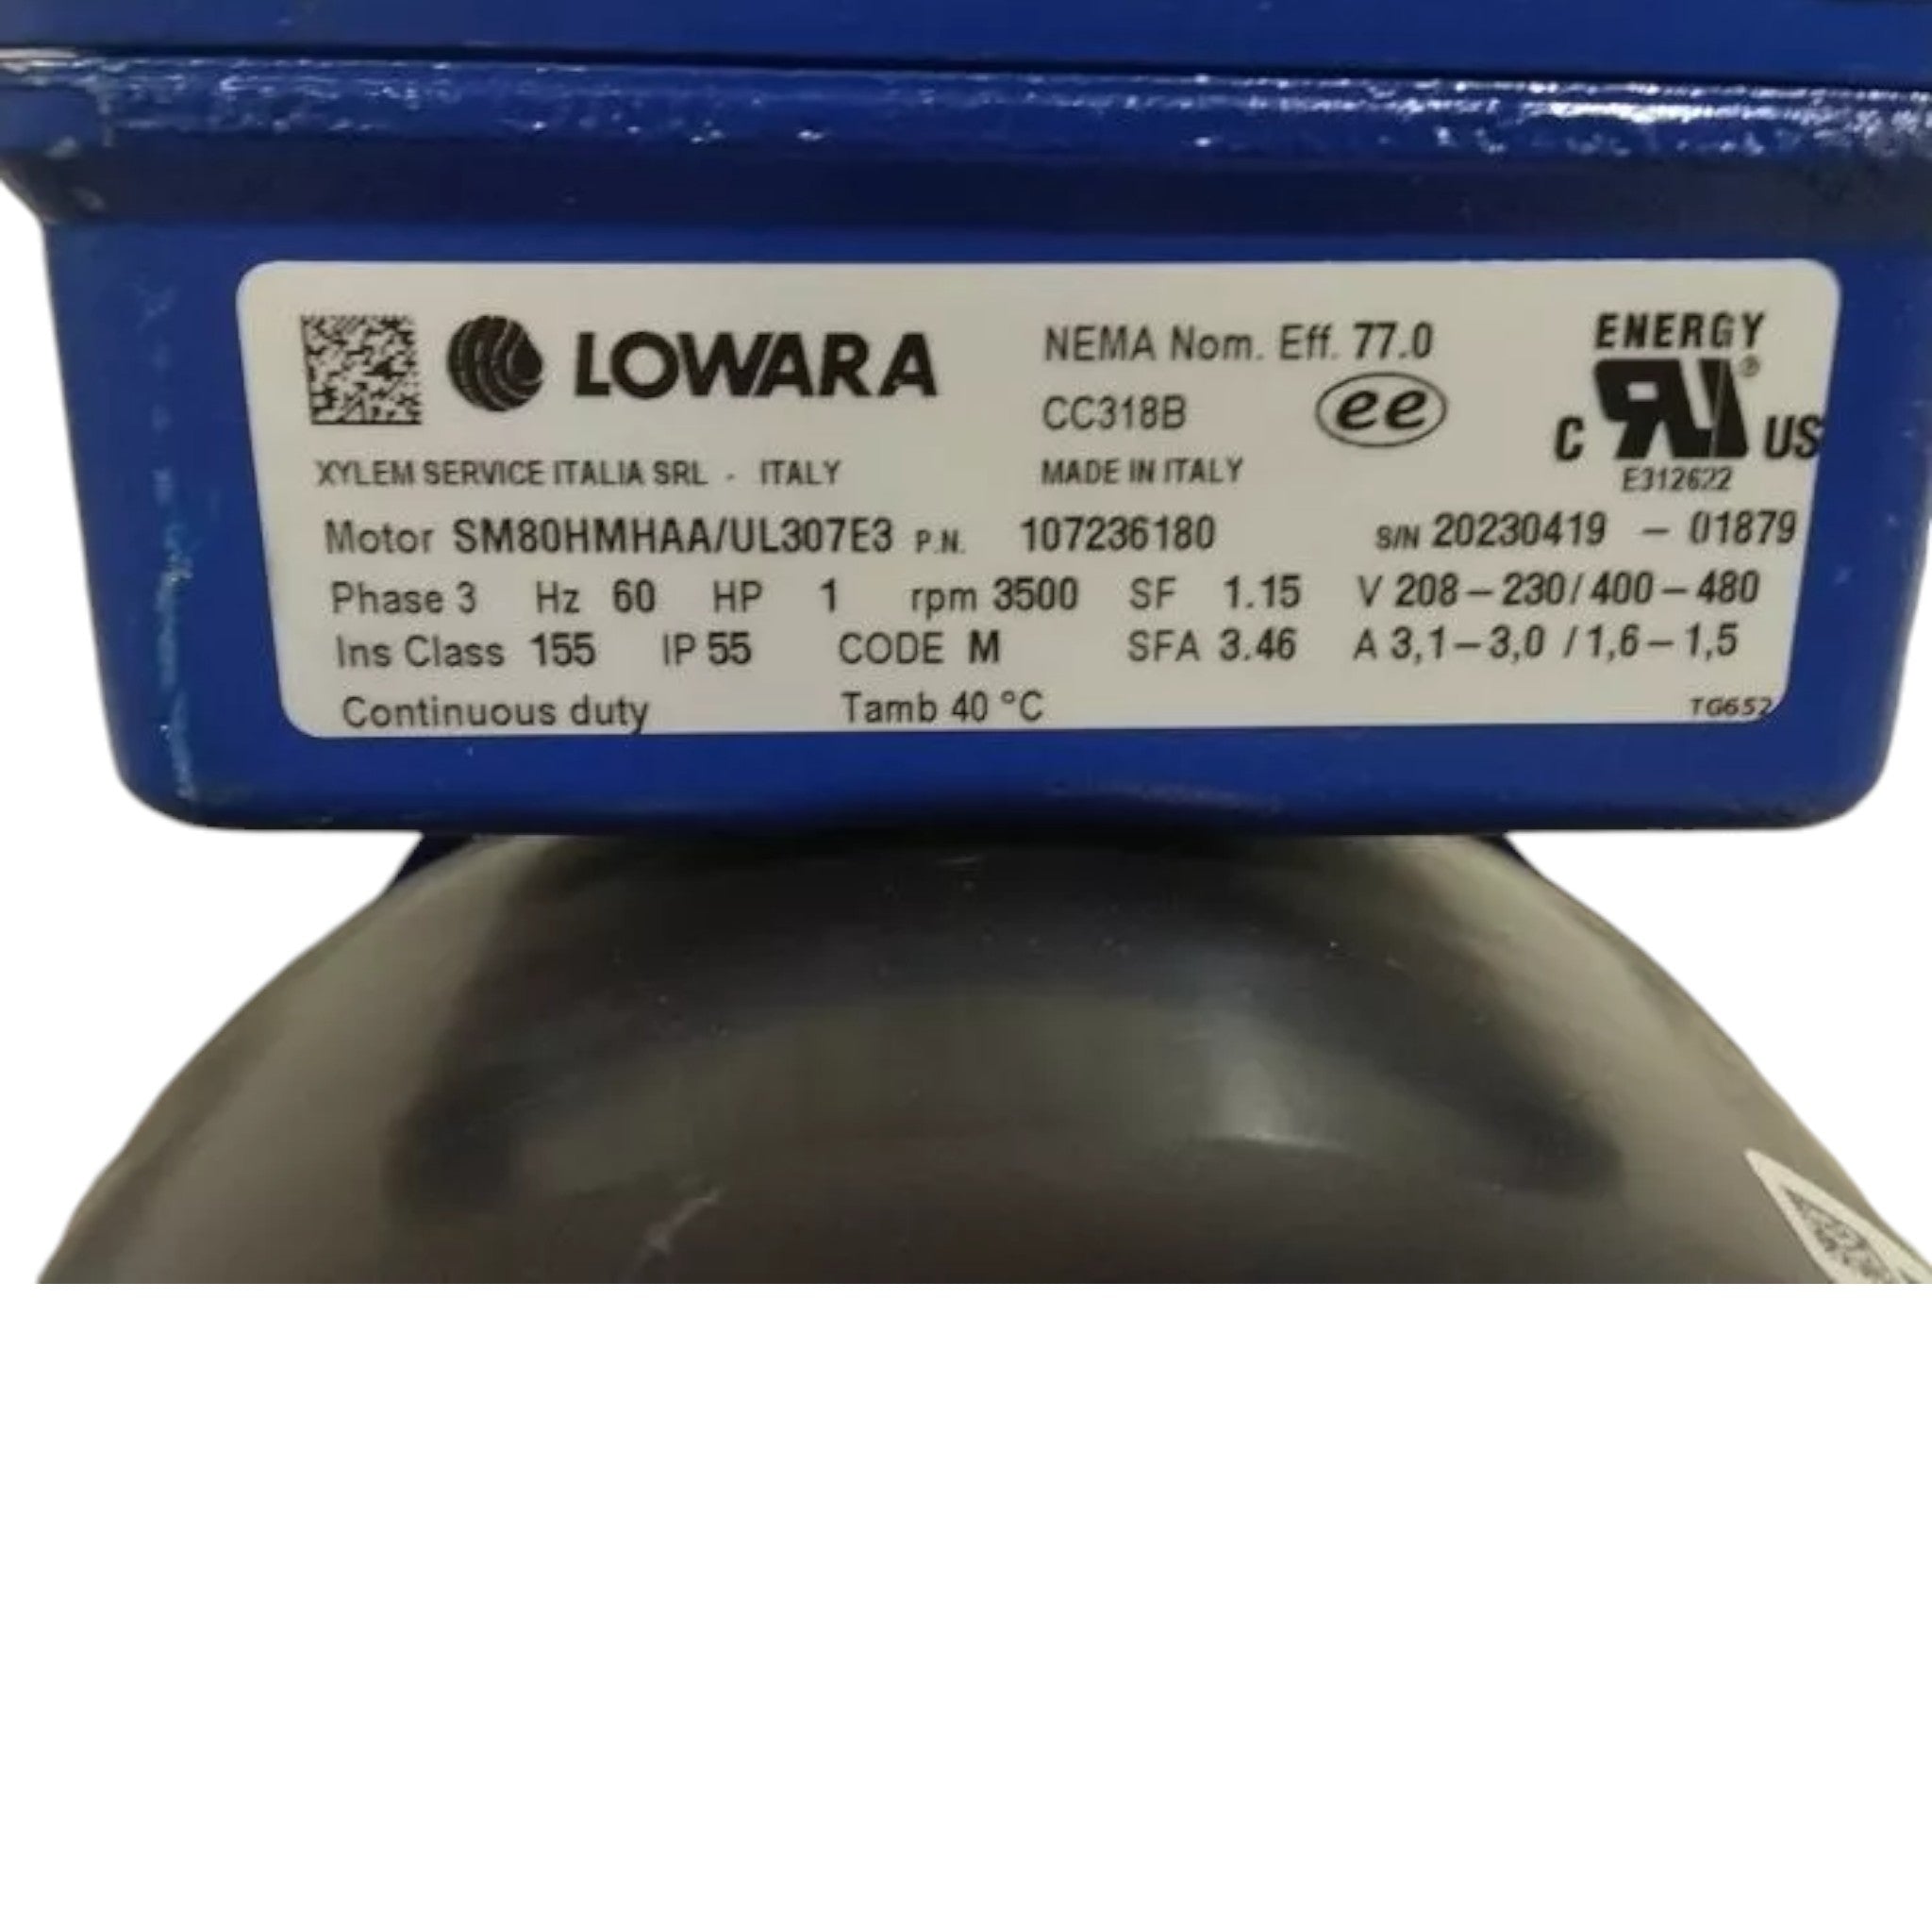 LOWARA
XYLEM SERVICE ITALIA SRL - ITALY
NEMA Nom. Eff. 77.0
CC318B ee
MADE IN ITALY
ENERGY
C UL® US
E312622
Motor SM80HMHAA/UL307E3 P.N. 107236180 S/N 20230419 – 01879
Phase 3 Hz 60 HP 1 rpm 3500 SF 1.15 V 208–230/400–480
Ins Class 155 IP 55 CODE M SFA 3.46 A 3,1–3,0 /1,6–1,5
Continuous duty Tamb 40 °C TG652